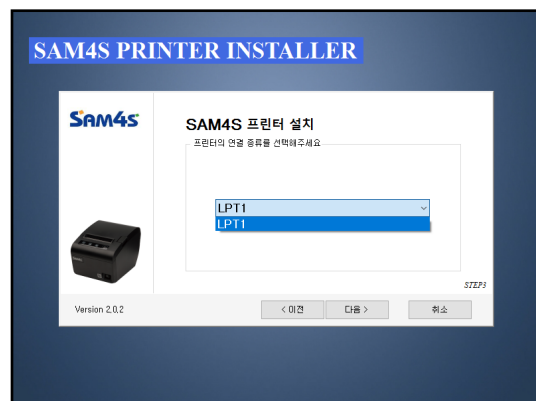 SAM4S PRINTER INSTALLER
SAM4S
SAM4S 프린터 설치
프린터의 연결 종류를 선택해주세요
LPT1
LPT1
STEP3
Version 2,0,2
< 이전
다음 >
취소